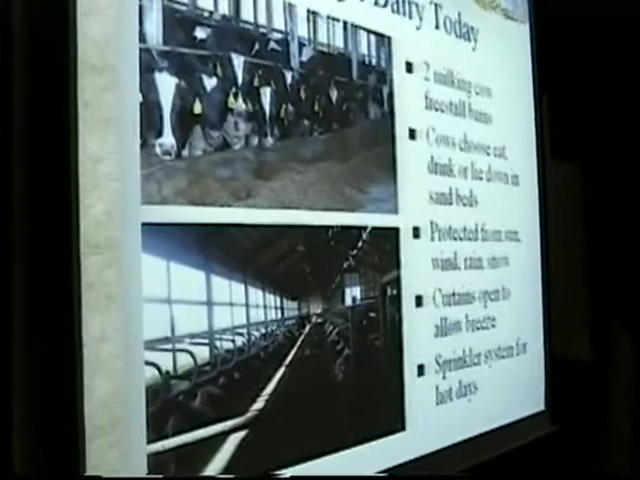 Dairy Today
2 milking cow
freestall barns
Cows choose eat,
drink or lie down in
sand beds
Protected from sun,
wind, rain, snow
Curtains open to
allow breeze
Sprinkler system for
hot days